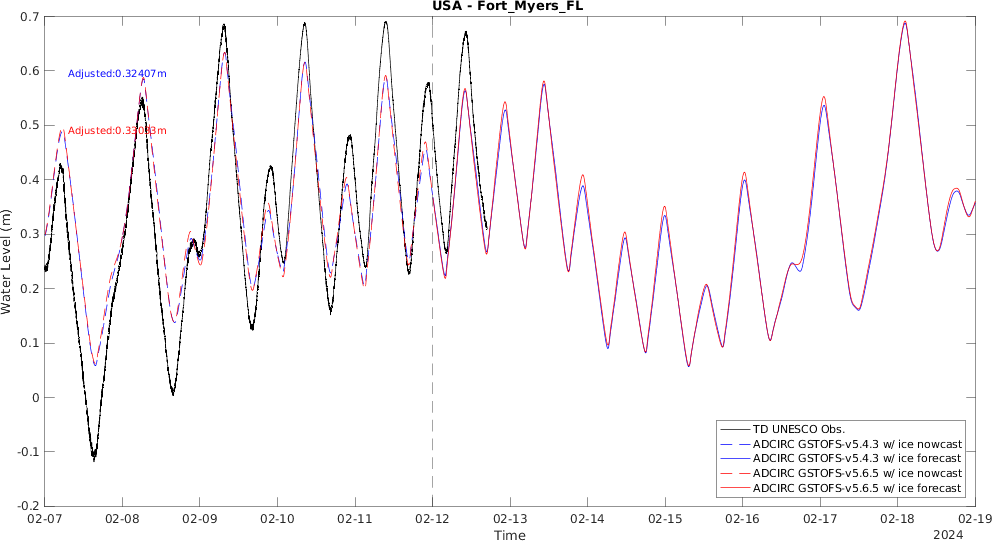 USA - Fort_Myers_FL
0.7
0.6
0.5
0.4
0.3
0.2
0.1
0
-0.1
-0.2
Water Level (m)
Adjusted:0.32407m
TD UNESCO Obs.
ADCIRC GSTOFS-v5.4.3 w/ ice nowcast
ADCIRC GSTOFS-v5.4.3 w/ ice forecast
ADCIRC GSTOFS-v5.6.5 w/ ice nowcast
ADCIRC GSTOFS-v5.6.5 w/ ice forecast
02-07 02-08 02-09 02-10 02-11 02-12 02-13 02-14 02-15 02-16 02-17 02-18 02-19
Time
2024